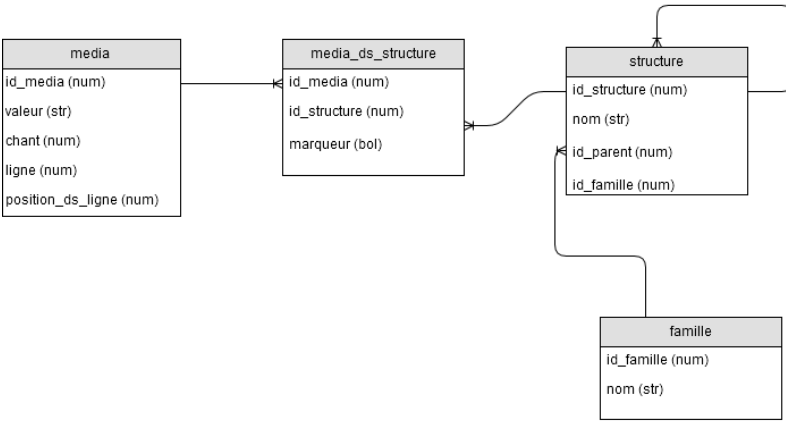 media
id_media (num)
valeur (str)
chant (num)
ligne (num)
position_ds_ligne (num)
media_ds_structure
id_media (num)
id_structure (num)
marqueur (bol)
structure
id_structure (num)
nom (str)
id_parent (num)
id_famille (num)
famille
id_famille (num)
nom (str)